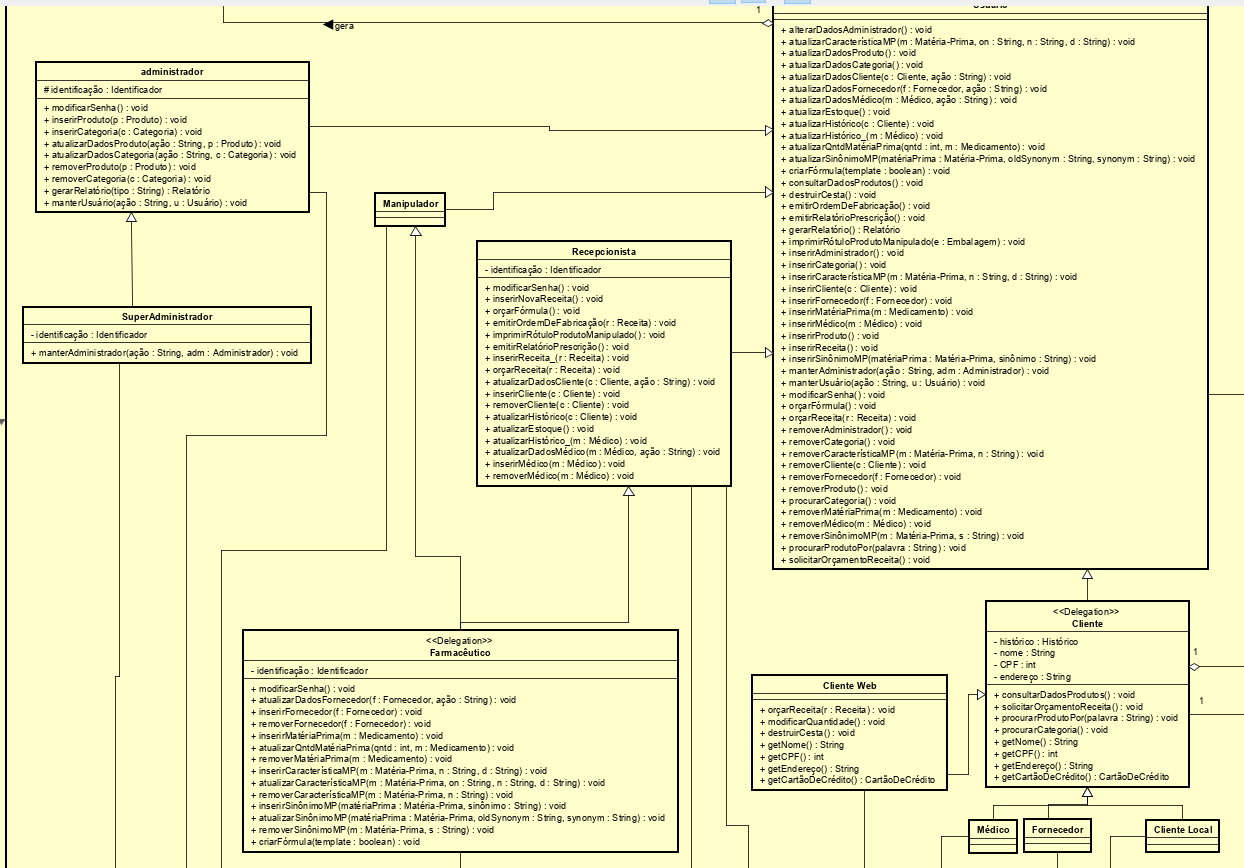 1
gera
Usuário
+ alterarDadosAdministrador() : void
+ atualizarCaracterísticaMP(m : Matéria-Prima, on : String, n : String, d : String) : void
+ atualizarDadosProduto() : void
+ atualizarDadosCategoria() : void
+ atualizarDadosCliente(c : Cliente, ação : String) : void
+ atualizarDadosFornecedor(f : Fornecedor, ação : String) : void
+ atualizarDadosMédico(m : Médico, ação : String) : void
+ atualizarEstoque() : void
+ atualizarHistórico(c : Cliente) : void
+ atualizarHistórico_(m : Médico) : void
+ atualizarQntdMatériaPrima(qntd : int, m : Medicamento) : void
+ atualizarSinônimoMP(matériaPrima : Matéria-Prima, oldSynonym : String, synonym : String) : void
+ criarFórmula(template : boolean) : void
+ consultarDadosProdutos() : void
+ destruirCesta() : void
+ emitirOrdemDeFabricação() : void
+ emitirRelatórioPrescrição() : void
+ gerarRelatório() : Relatório
+ imprimirRótuloProdutoManipulado(e : Embalagem) : void
+ inserirAdministrador() : void
+ inserirCategoria() : void
+ inserirCaracterísticaMP(m : Matéria-Prima, n : String, d : String) : void
+ inserirCliente(c : Cliente) : void
+ inserirFornecedor(f : Fornecedor) : void
+ inserirMatériaPrima(m : Medicamento) : void
+ inserirMédico(m : Médico) : void
+ inserirProduto() : void
+ inserirReceita() : void
+ inserirSinônimoMP(matériaPrima : Matéria-Prima, sinônimo : String) : void
+ manterAdministrador(ação : String, adm : Administrador) : void
+ manterUsuário(ação : String, u : Usuário) : void
+ modificarSenha() : void
+ orçarFórmula() : void
+ orçarReceita(r : Receita) : void
+ removerAdministrador() : void
+ removerCategoria() : void
+ removerCaracterísticaMP(m : Matéria-Prima, n : String) : void
+ removerCliente(c : Cliente) : void
+ removerFornecedor(f : Fornecedor) : void
+ removerProduto() : void
+ procurarCategoria() : void
+ removerMatériaPrima(m : Medicamento) : void
+ removerMédico(m : Médico) : void
+ removerSinônimoMP(m : Matéria-Prima, s : String) : void
+ procurarProdutoPor(palavra : String) : void
+ solicitarOrçamentoReceita() : void
administrador
# identificação : Identificador
+ modificarSenha() : void
+ inserirProduto(p : Produto) : void
+ inserirCategoria(c : Categoria) : void
+ atualizarDadosProduto(ação : String, p : Produto) : void
+ atualizarDadosCategoria(ação : String, c : Categoria) : void
+ removerProduto(p : Produto) : void
+ removerCategoria(c : Categoria) : void
+ gerarRelatório(tipo : String) : Relatório
+ manterUsuário(ação : String, u : Usuário) : void
Manipulador
Recepcionista
- identificação : Identificador
+ modificarSenha() : void
+ inserirNovaReceita() : void
+ orçarFórmula() : void
+ emitirOrdemDeFabricação(r : Receita) : void
+ imprimirRótuloProdutoManipulado() : void
+ emitirRelatórioPrescrição() : void
+ inserirReceita_(r : Receita) : void
+ orçarReceita(r : Receita) : void
+ atualizarDadosCliente(c : Cliente, ação : String) : void
+ inserirCliente(c : Cliente) : void
+ removerCliente(c : Cliente) : void
+ atualizarHistórico(c : Cliente) : void
+ atualizarEstoque() : void
+ atualizarHistórico_(m : Médico) : void
+ atualizarDadosMédico(m : Médico, ação : String) : void
+ inserirMédico(m : Médico) : void
+ removerMédico(m : Médico) : void
SuperAdministrador
- identificação : Identificador
+ manterAdministrador(ação : String, adm : Administrador) : void
<<Delegation>>
Farmacêutico
- identificação : Identificador
+ modificarSenha() : void
+ atualizarDadosFornecedor(f : Fornecedor, ação : String) : void
+ inserirFornecedor(f : Fornecedor) : void
+ removerFornecedor(f : Fornecedor) : void
+ inserirMatériaPrima(m : Medicamento) : void
+ atualizarQntdMatériaPrima(qntd : int, m : Medicamento) : void
+ removerMatériaPrima(m : Medicamento) : void
+ inserirCaracterísticaMP(m : Matéria-Prima, n : String, d : String) : void
+ atualizarCaracterísticaMP(m : Matéria-Prima, on : String, n : String, d : String) : void
+ removerCaracterísticaMP(m : Matéria-Prima, n : String) : void
+ inserirSinônimoMP(matériaPrima : Matéria-Prima, sinônimo : String) : void
+ atualizarSinônimoMP(matériaPrima : Matéria-Prima, oldSynonym : String, synonym : String) : void
+ removerSinônimoMP(m : Matéria-Prima, s : String) : void
+ criarFórmula(template : boolean) : void
<<Delegation>>
Cliente
- histórico : Histórico
- nome : String
- CPF : int
- endereço : String
+ consultarDadosProdutos() : void
+ solicitarOrçamentoReceita() : void
+ procurarProdutoPor(palavra : String) : void
+ procurarCategoria() : void
+ getNome() : String
+ getCPF() : int
+ getEndereço() : String
+ getCartãoDeCrédito() : CartãoDeCrédito
1
1
Cliente Web
+ orçarReceita(r : Receita) : void
+ modificarQuantidade() : void
+ destruirCesta() : void
+ getNome() : String
+ getCPF() : int
+ getEndereço() : String
+ getCartãoDeCrédito() : CartãoDeCrédito
Médico
Fornecedor
Cliente Local